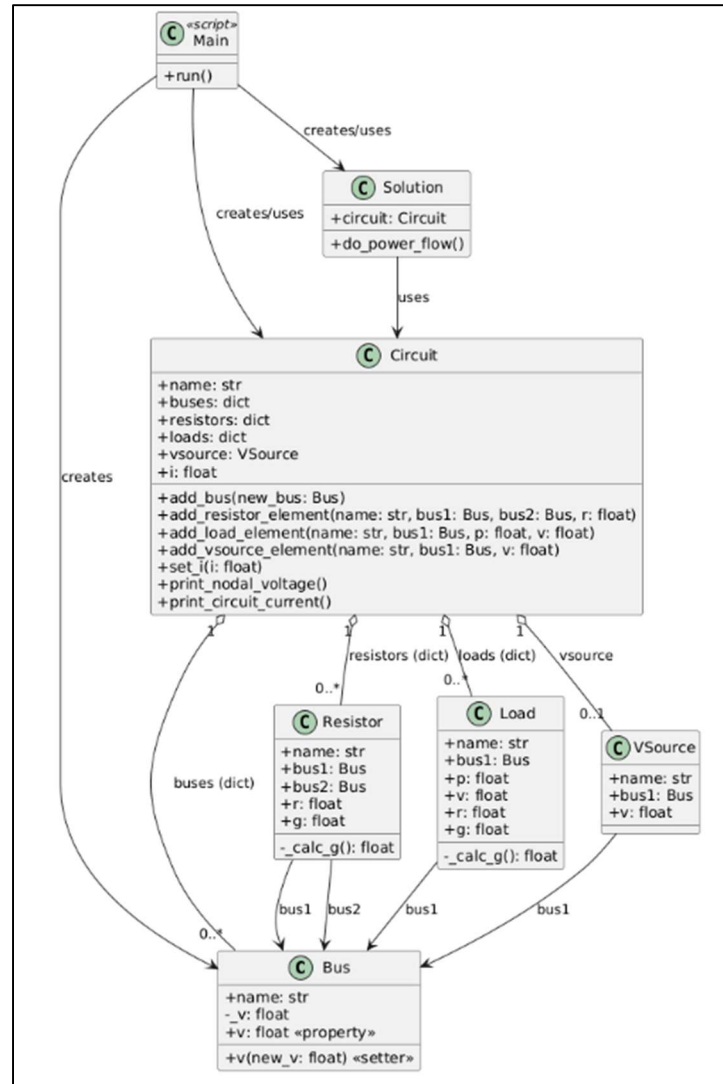 C «script»
Main
+run()
creates/uses
C Solution
+circuit: Circuit
+do_power_flow()
creates/uses
uses
C Circuit
+name: str
+buses: dict
+resistors: dict
+loads: dict
+vsource: VSource
+i: float
+add_bus(new_bus: Bus)
+add_resistor_element(name: str, bus1: Bus, bus2: Bus, r: float)
+add_load_element(name: str, bus1: Bus, p: float, v: float)
+add_vsource_element(name: str, bus1: Bus, v: float)
+set_i(i: float)
+print_nodal_voltage()
+print_circuit_current()
creates
1 1 1 1
resistors (dict) loads (dict) vsource
0..* 0..* 0..1
C Resistor
+name: str
+bus1: Bus
+bus2: Bus
+r: float
+g: float
-_calc_g(): float
C Load
+name: str
+bus1: Bus
+p: float
+v: float
+r: float
+g: float
-_calc_g(): float
C VSource
+name: str
+bus1: Bus
+v: float
buses (dict)
bus1 bus2 bus1 bus1
0..*
C Bus
+name: str
-_v: float
+v: float «property»
+v(new_v: float) «setter»